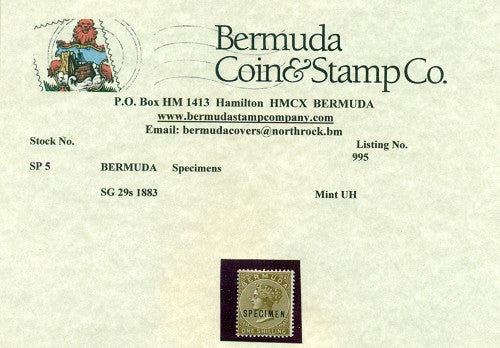 Bermuda
Coin&Stamp Co.
P.O. Box HM 1413 Hamilton HMCX BERMUDA
www.bermudastampcompany.com
Email: bermudacovers@northrock.bm
Stock No.
Listing No.
995
SP 5 BERMUDA Specimens
SG 29s 1883 Mint UH
BERMUDA
SPECIMEN
ONE SHILLING